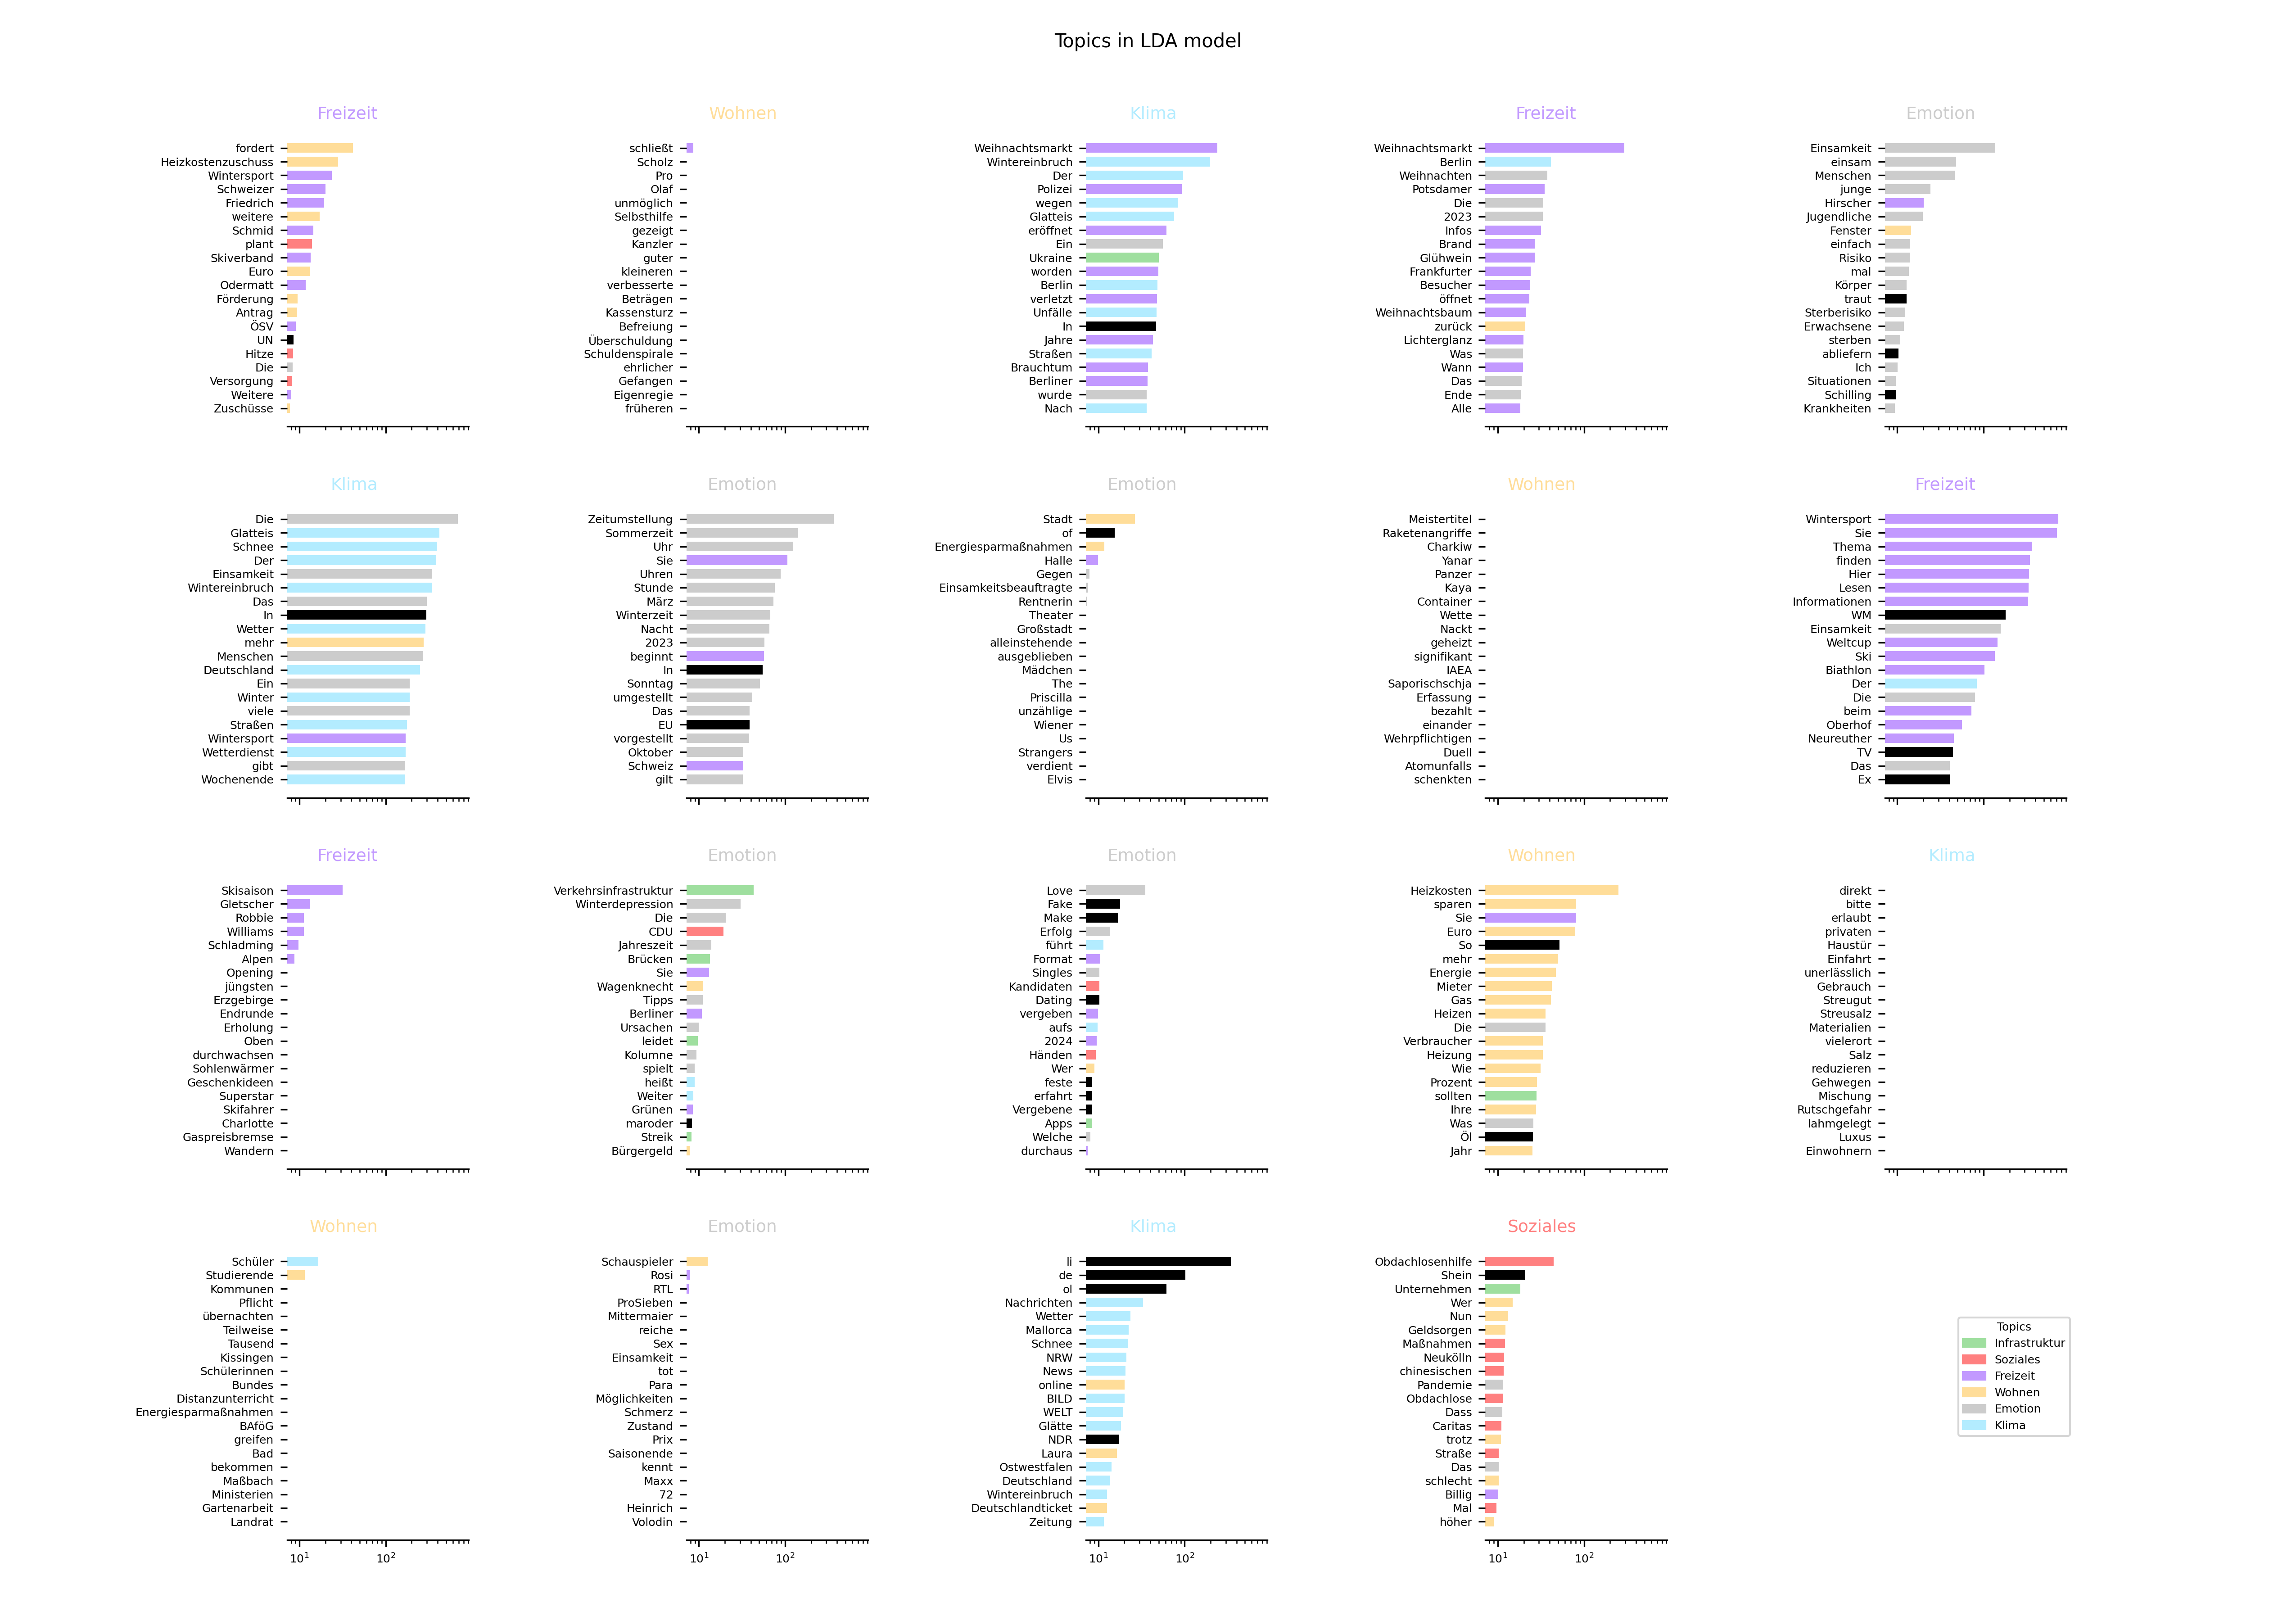 Topics in LDA model
Freizeit
fordert
Heizkostenzuschuss
Wintersport
Schweizer
Friedrich
weitere
Schmid
plant
Skiverband
Euro
Odermatt
Förderung
Antrag
ÖSV
UN
Hitze
Die
Versorgung
Weitere
Zuschüsse
Wohnen
schließt
Scholz
Pro
Olaf
unmöglich
Selbsthilfe
gezeigt
Kanzler
guter
kleineren
verbesserte
Beträgen
Kassensturz
Befreiung
Überschuldung
Schuldenspirale
ehrlicher
Gefangen
Eigenregie
früheren
Klima
Weihnachtsmarkt
Wintereinbruch
Der
Polizei
wegen
Glatteis
eröffnet
Ein
Ukraine
worden
Berlin
verletzt
Unfälle
In
Jahre
Straßen
Brauchtum
Berliner
wurde
Nach
Freizeit
Weihnachtsmarkt
Berlin
Weihnachten
Potsdamer
Die
2023
Infos
Brand
Glühwein
Frankfurter
Besucher
öffnet
Weihnachtsbaum
zurück
Lichterglanz
Was
Wann
Das
Ende
Alle
Emotion
Einsamkeit
einsam
Menschen
junge
Hirscher
Jugendliche
Fenster
einfach
Risiko
mal
Körper
traut
Sterberisiko
Erwachsene
sterben
abliefern
Ich
Situationen
Schilling
Krankheiten
Klima
Die
Glatteis
Schnee
Der
Einsamkeit
Wintereinbruch
Das
In
Wetter
mehr
Menschen
Deutschland
Ein
Winter
viele
Straßen
Wintersport
Wetterdienst
gibt
Wochenende
Emotion
Zeitumstellung
Sommerzeit
Uhr
Sie
Uhren
Stunde
März
Winterzeit
Nacht
2023
beginnt
In
Sonntag
umgestellt
Das
EU
vorgestellt
Oktober
Schweiz
gilt
Emotion
Stadt
of
Energiesparmaßnahmen
Halle
Gegen
Einsamkeitsbeauftragte
Rentnerin
Theater
Großstadt
alleinstehende
ausgeblieben
Mädchen
The
Priscilla
unzählige
Wiener
Us
Strangers
verdient
Elvis
Wohnen
Meistertitel
Raketenangriffe
Charkiw
Yanar
Panzer
Kaya
Container
Wette
Nackt
geheizt
signifikant
IAEA
Saporischschja
Erfassung
bezahlt
einander
Wehrpflichtigen
Duell
Atomunfalls
schenkten
Freizeit
Wintersport
Sie
Thema
finden
Hier
Lesen
Informationen
WM
Einsamkeit
Weltcup
Ski
Biathlon
Der
Die
beim
Oberhof
Neureuther
TV
Das
Ex
Freizeit
Skisaison
Gletscher
Robbie
Williams
Schladming
Alpen
Opening
jüngsten
Erzgebirge
Endrunde
Erholung
Oben
durchwachsen
Sohlenwärmer
Geschenkideen
Superstar
Skifahrer
Charlotte
Gaspreisbremse
Wandern
Emotion
Verkehrsinfrastruktur
Winterdepression
Die
CDU
Jahreszeit
Brücken
Sie
Wagenknecht
Tipps
Berliner
Ursachen
leidet
Kolumne
spielt
heißt
Weiter
Grünen
maroder
Streik
Bürgergeld
Emotion
Love
Fake
Make
Erfolg
führt
Format
Singles
Kandidaten
Dating
vergeben
aufs
2024
Händen
Wer
feste
erfahrt
Vergebene
Apps
Welche
durchaus
Wohnen
Heizkosten
sparen
Sie
Euro
So
mehr
Energie
Mieter
Gas
Heizen
Die
Verbraucher
Heizung
Wie
Prozent
sollten
Ihre
Was
Öl
Jahr
Klima
direkt
bitte
erlaubt
privaten
Haustür
Einfahrt
unerlässlich
Gebrauch
Streugut
Streusalz
Materialien
vielerort
Salz
reduzieren
Gehwegen
Mischung
Rutschgefahr
lahmgelegt
Luxus
Einwohnern
Wohnen
Schüler
Studierende
Kommunen
Pflicht
übernachten
Teilweise
Tausend
Kissingen
Schülerinnen
Bundes
Distanzunterricht
Energiesparmaßnahmen
BAföG
greifen
Bad
bekommen
Maßbach
Ministerien
Gartenarbeit
Landrat
10¹ 10²
Emotion
Schauspieler
Rosi
RTL
ProSieben
Mittermaier
reiche
Sex
Einsamkeit
tot
Para
Möglichkeiten
Schmerz
Zustand
Prix
Saisonende
kennt
Maxx
72
Heinrich
Volodin
10¹ 10²
Klima
li
de
ol
Nachrichten
Wetter
Mallorca
Schnee
NRW
News
online
BILD
WELT
Glätte
NDR
Laura
Ostwestfalen
Deutschland
Wintereinbruch
Deutschlandticket
Zeitung
10¹ 10²
Soziales
Obdachlosenhilfe
Shein
Unternehmen
Wer
Nun
Geldsorgen
Maßnahmen
Neukölln
chinesischen
Pandemie
Obdachlose
Dass
Caritas
trotz
Straße
Das
schlecht
Billig
Mal
höher
10¹ 10²
Topics
Infrastruktur
Soziales
Freizeit
Wohnen
Emotion
Klima